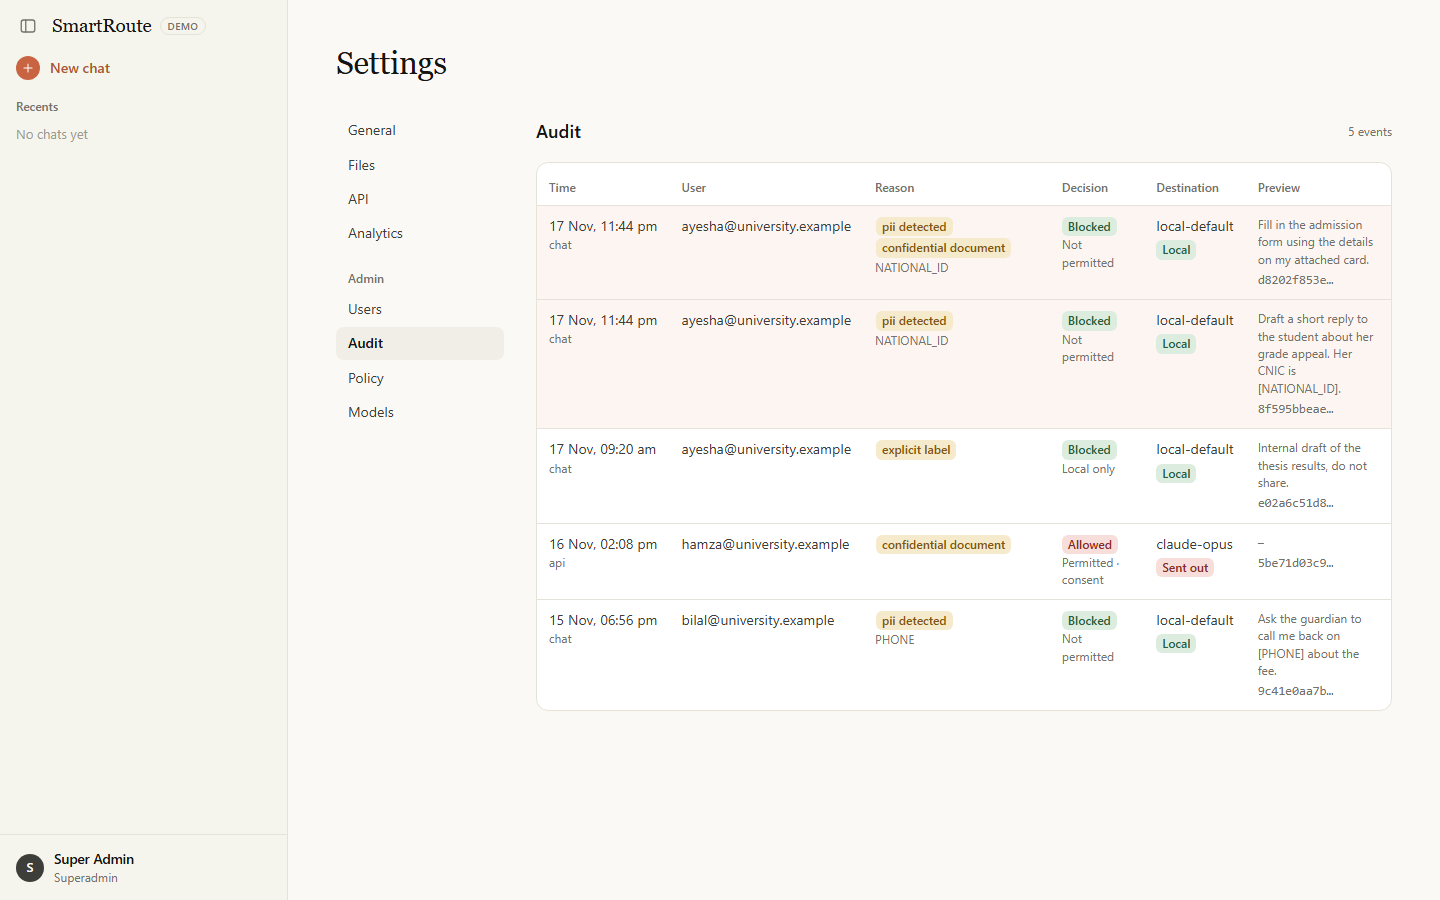 SmartRoute DEMO
New chat
Recents
No chats yet
Super Admin
Superadmin
S
Settings
General
Files
API
Analytics
Admin
Users
Audit
Policy
Models
Audit
5 events
Time User Reason Decision Destination Preview
17 Nov, 11:44 pm
chat
ayesha@university.example
pii detected
confidential document
NATIONAL_ID
Blocked
Not
permitted
local-default
Local
Fill in the admission
form using the details
on my attached card.
d8202f853e…
17 Nov, 11:44 pm
chat
ayesha@university.example
pii detected
NATIONAL_ID
Blocked
Not
permitted
local-default
Local
Draft a short reply to
the student about her
grade appeal. Her
CNIC is
[NATIONAL_ID].
8f595bbeae…
17 Nov, 09:20 am
chat
ayesha@university.example
explicit label
Blocked
Local only
local-default
Local
Internal draft of the
thesis results, do not
share.
e02a6c51d8…
16 Nov, 02:08 pm
api
hamza@university.example
confidential document
Allowed
Permitted ·
consent
claude-opus
Sent out
–
5be71d03c9…
15 Nov, 06:56 pm
chat
bilal@university.example
pii detected
PHONE
Blocked
Not
permitted
local-default
Local
Ask the guardian to
call me back on
[PHONE] about the
fee.
9c41e0aa7b…